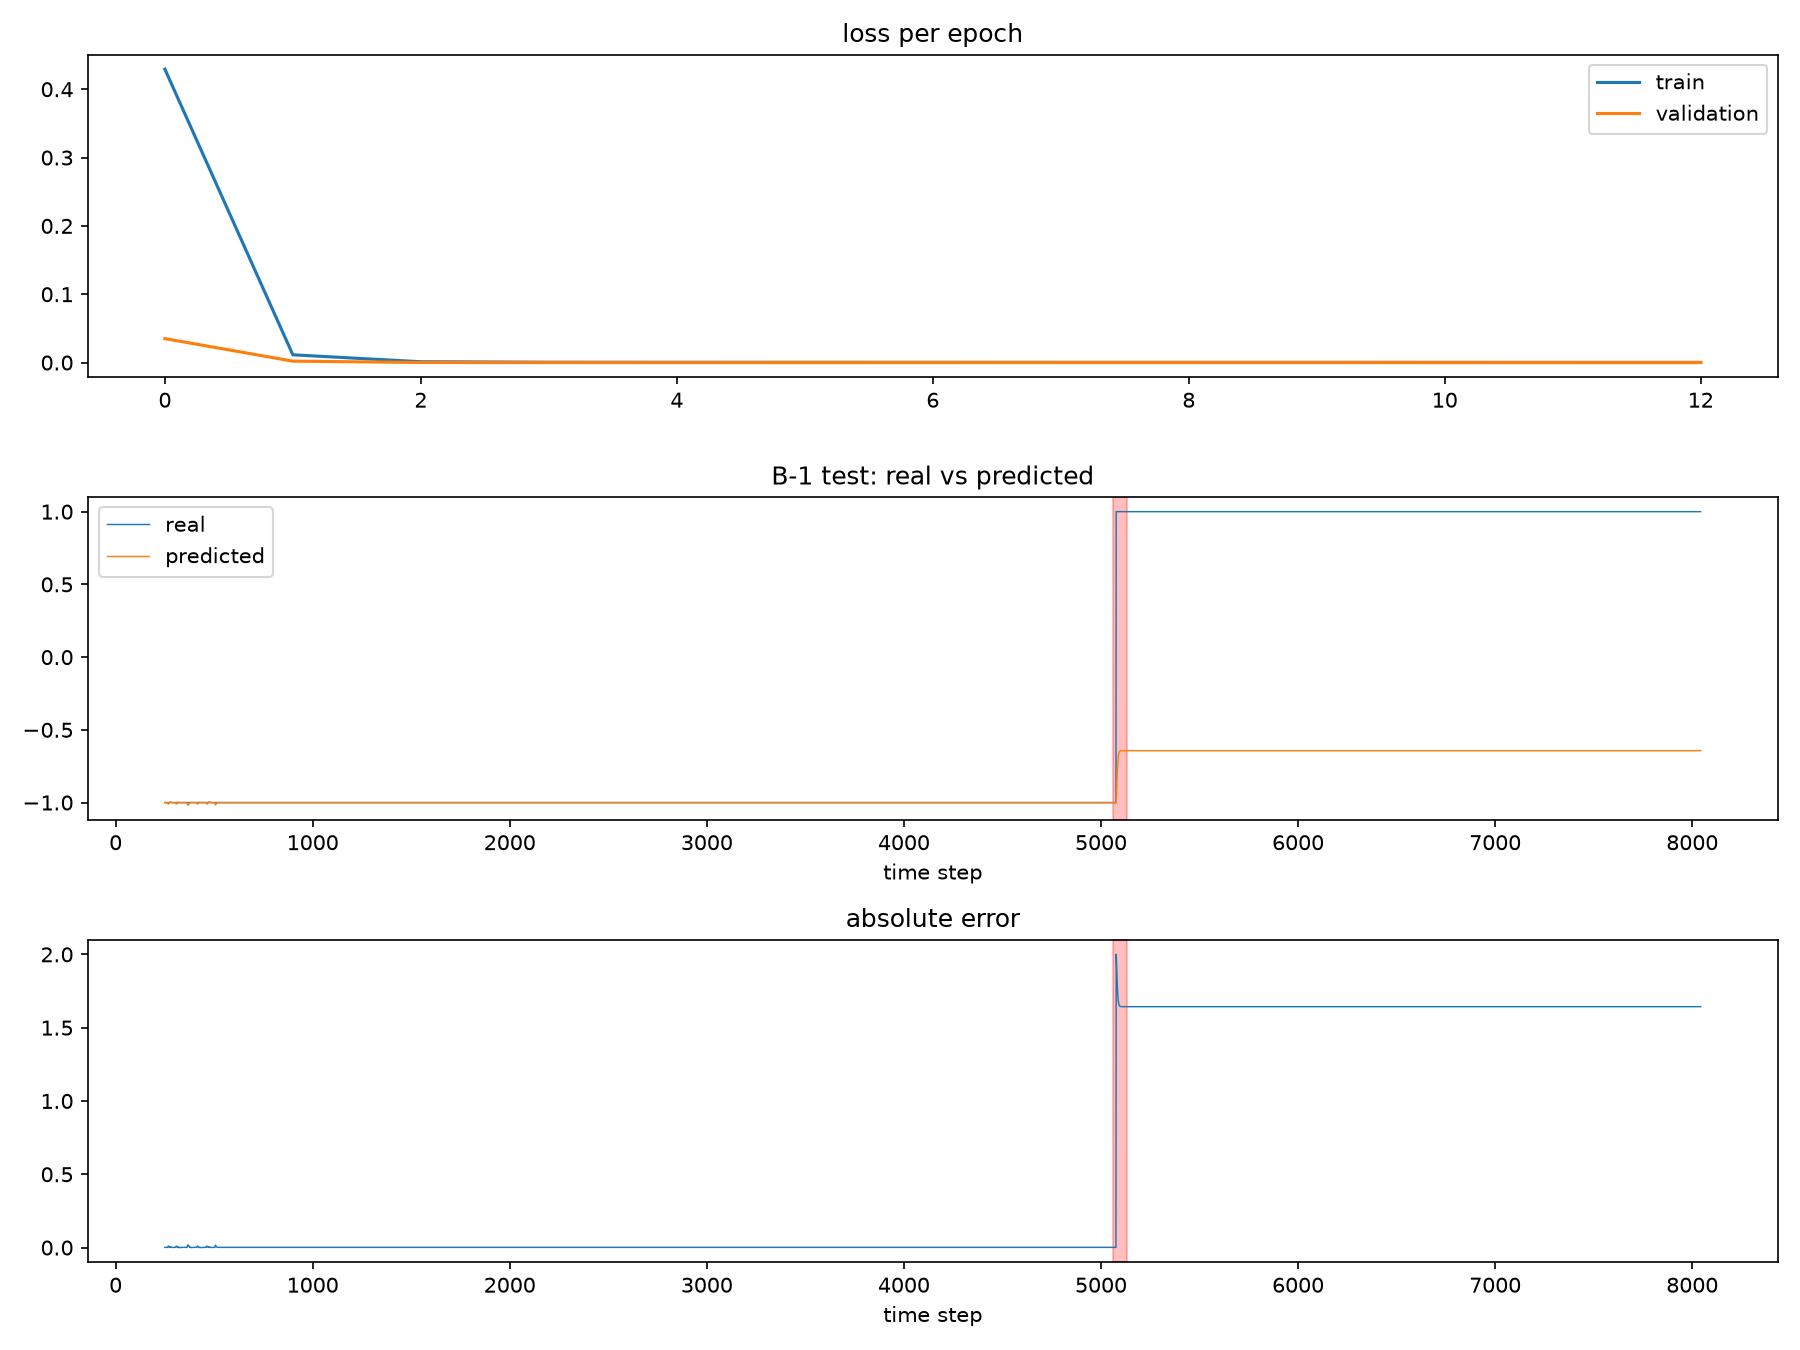 loss per epoch
0.4
0.3
0.2
0.1
0.0
train
validation
0 2 4 6 8 10 12
B-1 test: real vs predicted
1.0
0.5
0.0
−0.5
−1.0
real
predicted
0 1000 2000 3000 4000 5000 6000 7000 8000
time step
absolute error
2.0
1.5
1.0
0.5
0.0
0 1000 2000 3000 4000 5000 6000 7000 8000
time step